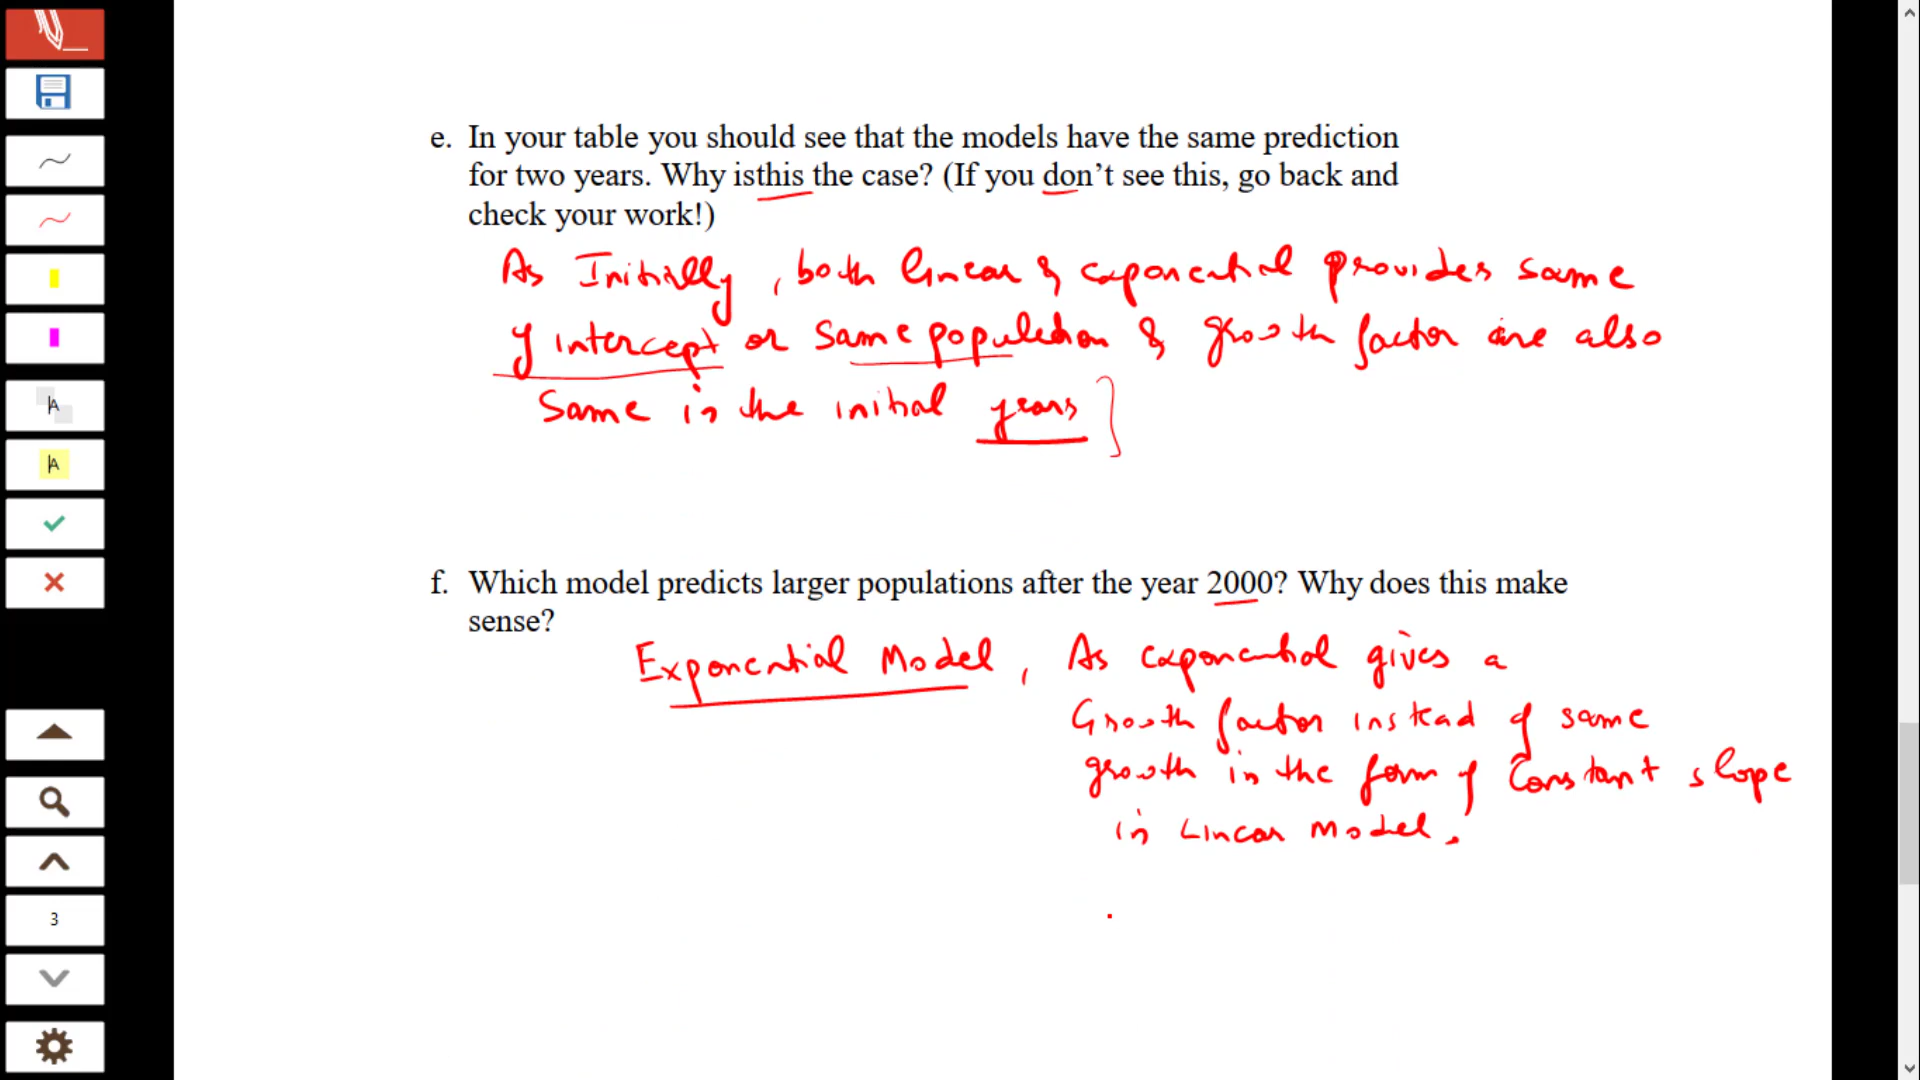 e. In your table you should see that the models have the same prediction
for two years. Why isthis the case? (If you don't see this, go back and
check your work!)
As Initially, both linear & exponential provides same
y intercept or same population & growth factor are also
Same in the initial years
f. Which model predicts larger populations after the year 2000? Why does this make
sense?
Exponential Model, As exponential gives a
Growth factor instead of same
growth in the form of Constant slope
in Linear Model.
A
A
3